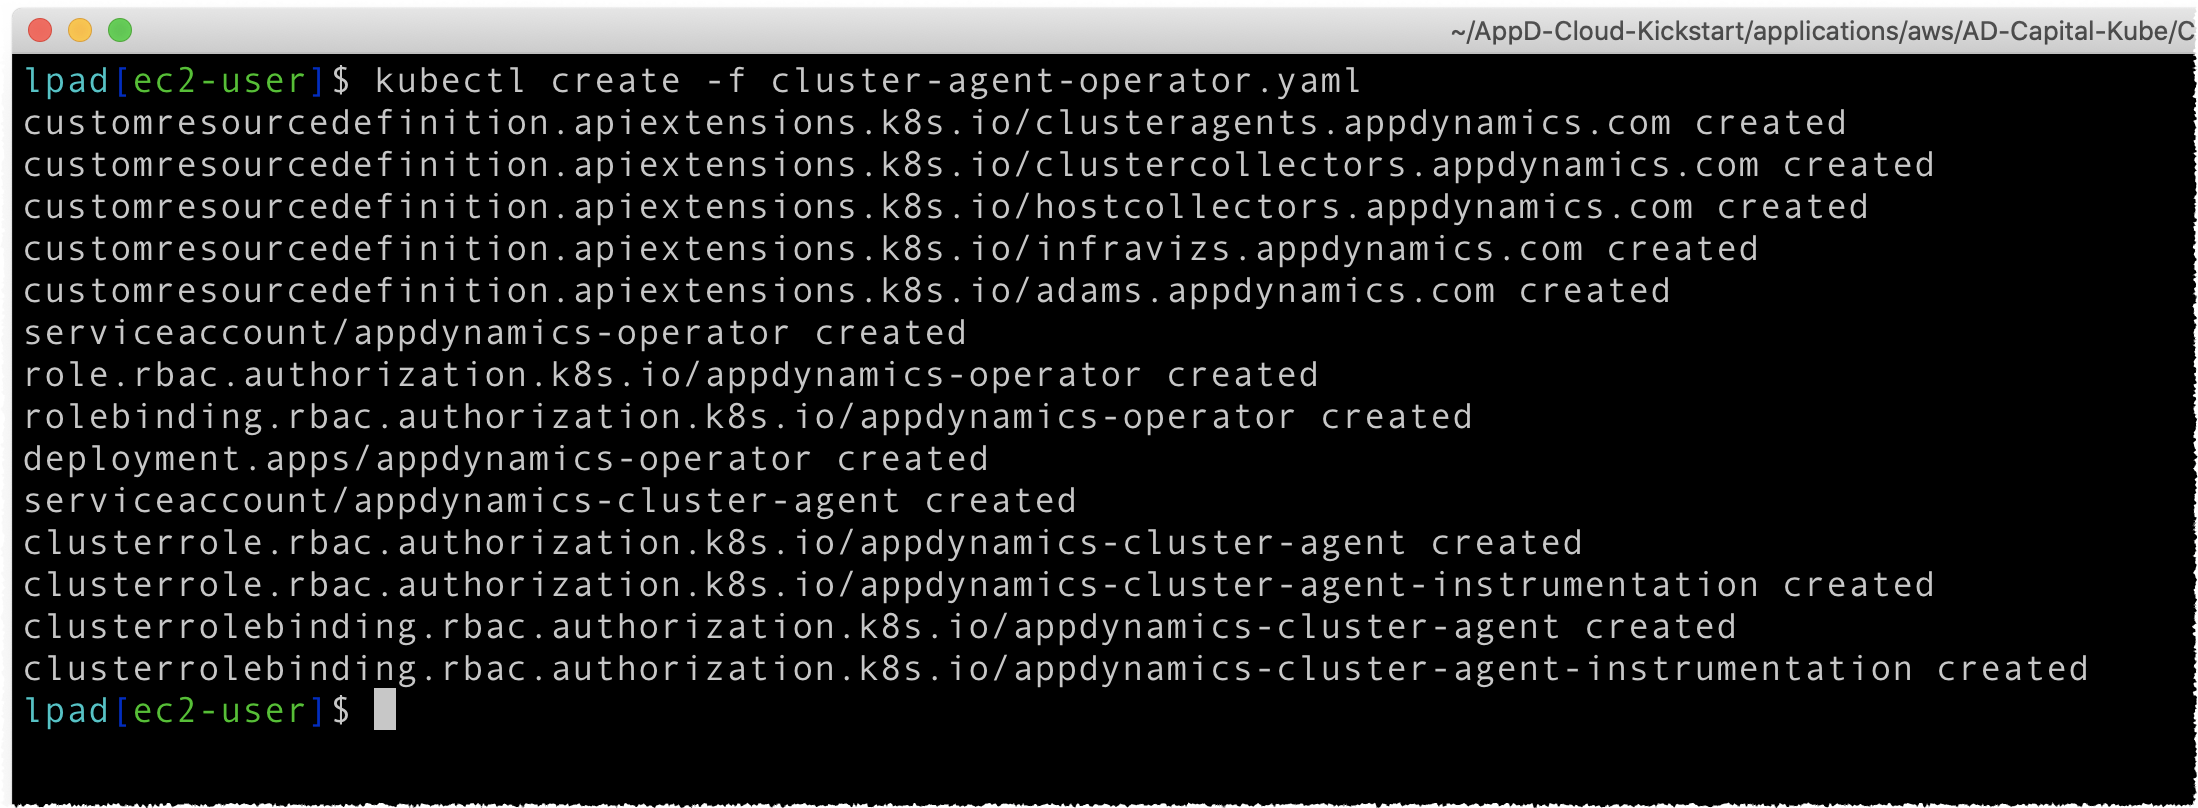 ~/AppD-Cloud-Kickstart/applications/aws/AD-Capital-Kube/C
lpad[ec2-user]$ kubectl create -f cluster-agent-operator.yaml
customresourcedefinition.apiextensions.k8s.io/clusteragents.appdynamics.com created
customresourcedefinition.apiextensions.k8s.io/clustercollectors.appdynamics.com created
customresourcedefinition.apiextensions.k8s.io/hostcollectors.appdynamics.com created
customresourcedefinition.apiextensions.k8s.io/infravizs.appdynamics.com created
customresourcedefinition.apiextensions.k8s.io/adams.appdynamics.com created
serviceaccount/appdynamics-operator created
role.rbac.authorization.k8s.io/appdynamics-operator created
rolebinding.rbac.authorization.k8s.io/appdynamics-operator created
deployment.apps/appdynamics-operator created
serviceaccount/appdynamics-cluster-agent created
clusterrole.rbac.authorization.k8s.io/appdynamics-cluster-agent created
clusterrole.rbac.authorization.k8s.io/appdynamics-cluster-agent-instrumentation created
clusterrolebinding.rbac.authorization.k8s.io/appdynamics-cluster-agent created
clusterrolebinding.rbac.authorization.k8s.io/appdynamics-cluster-agent-instrumentation created
lpad[ec2-user]$